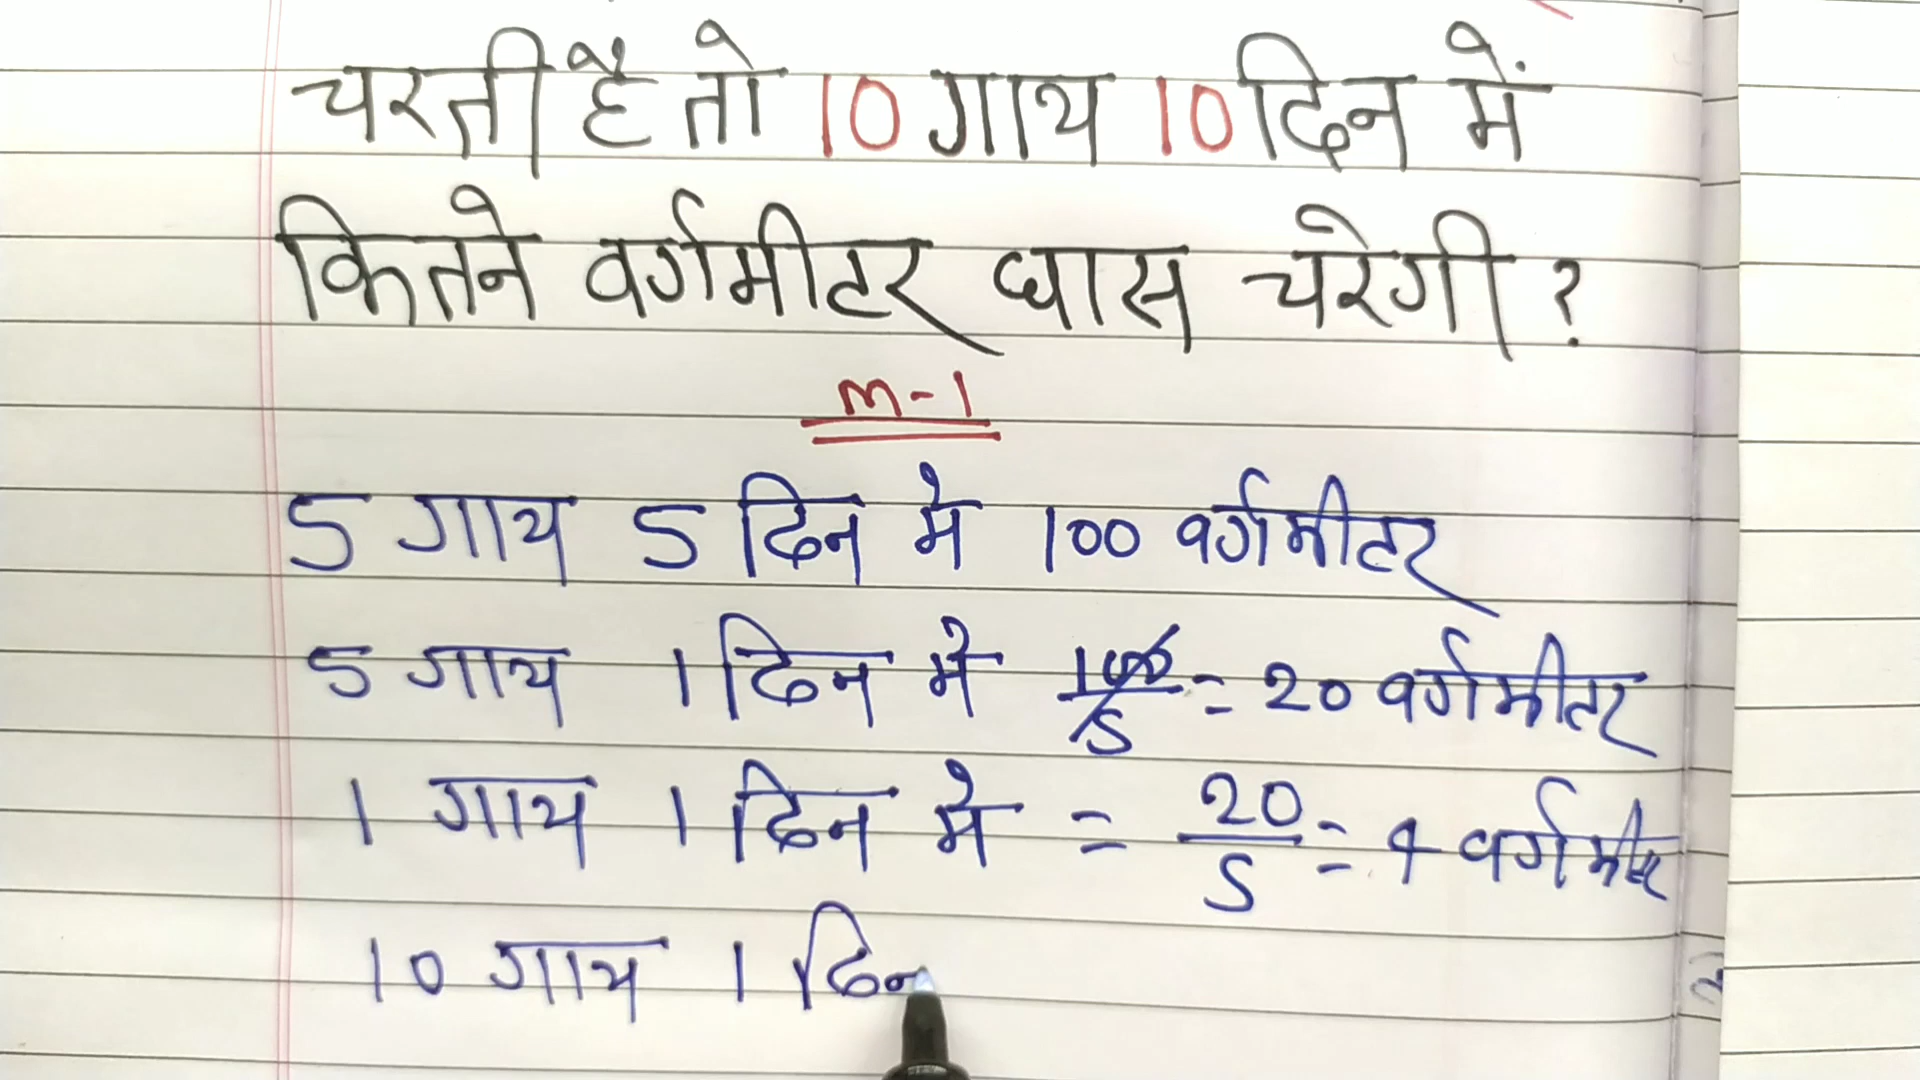 चरती है तो 10 गाय 10 दिन में
कितने वर्गमीटर घास चरेगी ?
M-1
5 गाय 5 दिन मे 100 वर्गमीटर
5 गाय 1 दिन मे 100/5 = 20 वर्गमीटर
1 गाय 1 दिन मे = 20/5 = 4 वर्गमीटर
10 गाय 1 दिन